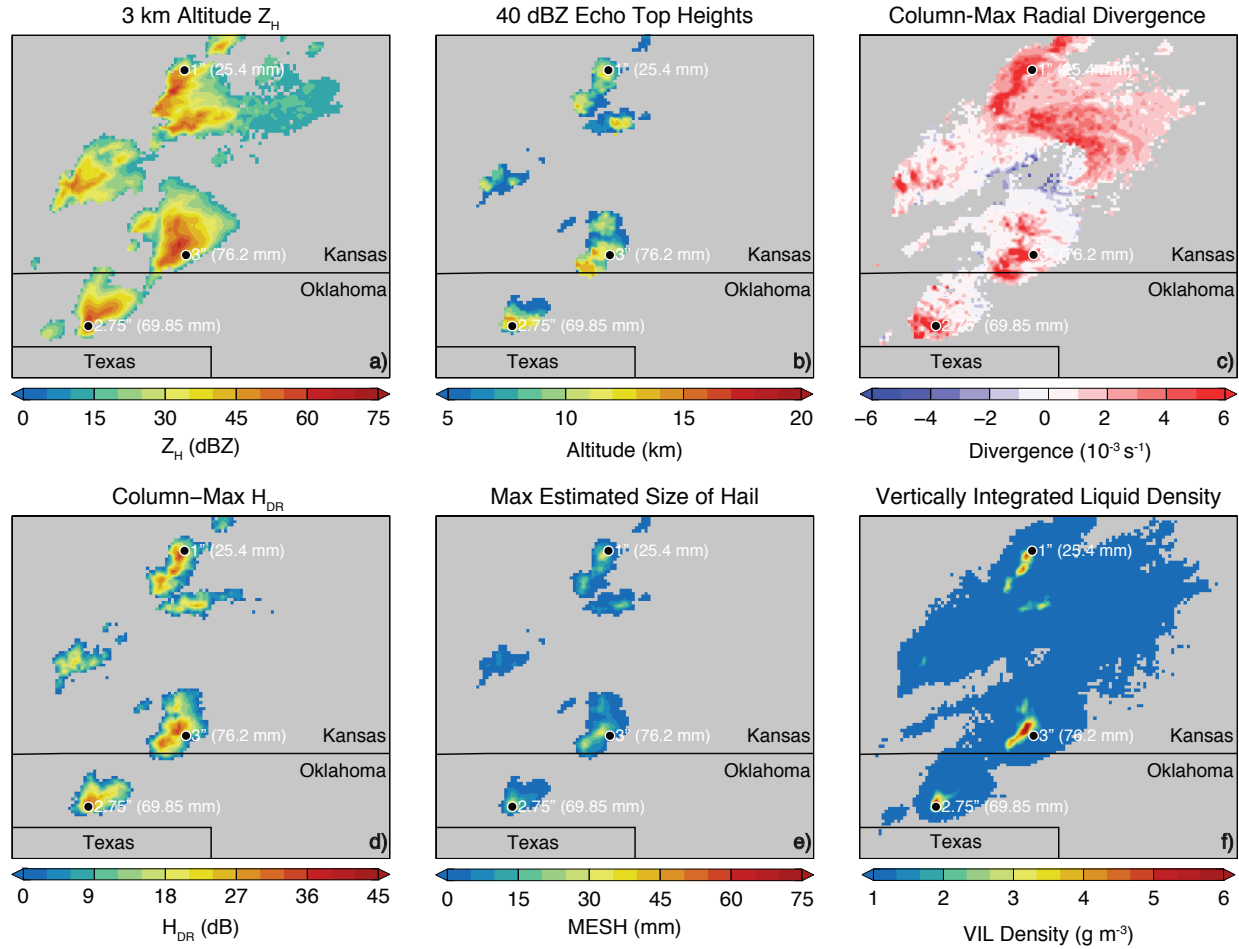 3 km Altitude Z_H
1” (25.4 mm)
3” (76.2 mm)
Kansas
Oklahoma
2.75” (69.85 mm)
Texas
a)
0 15 30 45 60 75
Z_H (dBZ)
40 dBZ Echo Top Heights
1” (25.4 mm)
3” (76.2 mm)
Kansas
Oklahoma
2.75” (69.85 mm)
Texas
b)
5 10 15 20
Altitude (km)
Column-Max Radial Divergence
1” (25.4 mm)
3” (76.2 mm)
Kansas
Oklahoma
2.75” (69.85 mm)
Texas
c)
−6 −4 −2 0 2 4 6
Divergence (10⁻³ s⁻¹)
Column−Max H_DR
1” (25.4 mm)
3” (76.2 mm)
Kansas
Oklahoma
2.75” (69.85 mm)
Texas
d)
0 9 18 27 36 45
H_DR (dB)
Max Estimated Size of Hail
1” (25.4 mm)
3” (76.2 mm)
Kansas
Oklahoma
2.75” (69.85 mm)
Texas
e)
0 15 30 45 60 75
MESH (mm)
Vertically Integrated Liquid Density
1” (25.4 mm)
3” (76.2 mm)
Kansas
Oklahoma
2.75” (69.85 mm)
Texas
f)
1 2 3 4 5 6
VIL Density (g m⁻³)